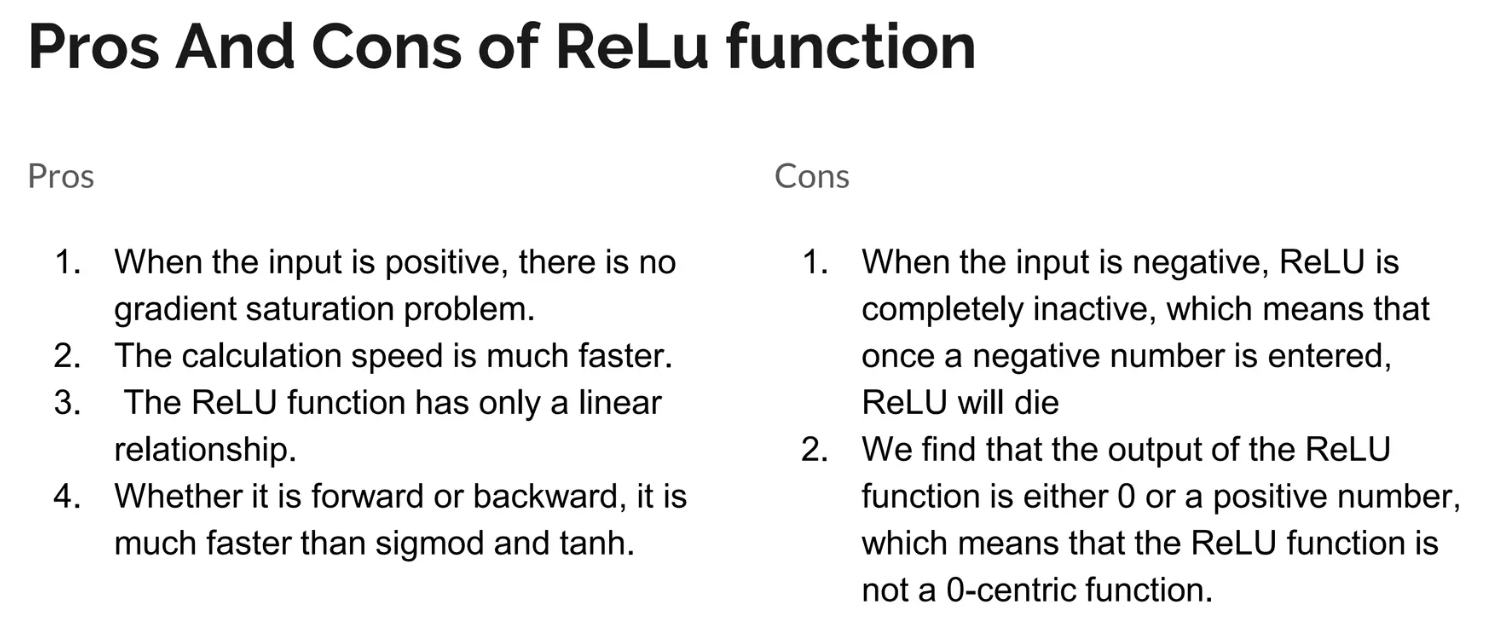 Pros And Cons of ReLu function
Pros
1. When the input is positive, there is no
gradient saturation problem.
2. The calculation speed is much faster.
3. The ReLU function has only a linear
relationship.
4. Whether it is forward or backward, it is
much faster than sigmod and tanh.
Cons
1. When the input is negative, ReLU is
completely inactive, which means that
once a negative number is entered,
ReLU will die
2. We find that the output of the ReLU
function is either 0 or a positive number,
which means that the ReLU function is
not a 0-centric function.